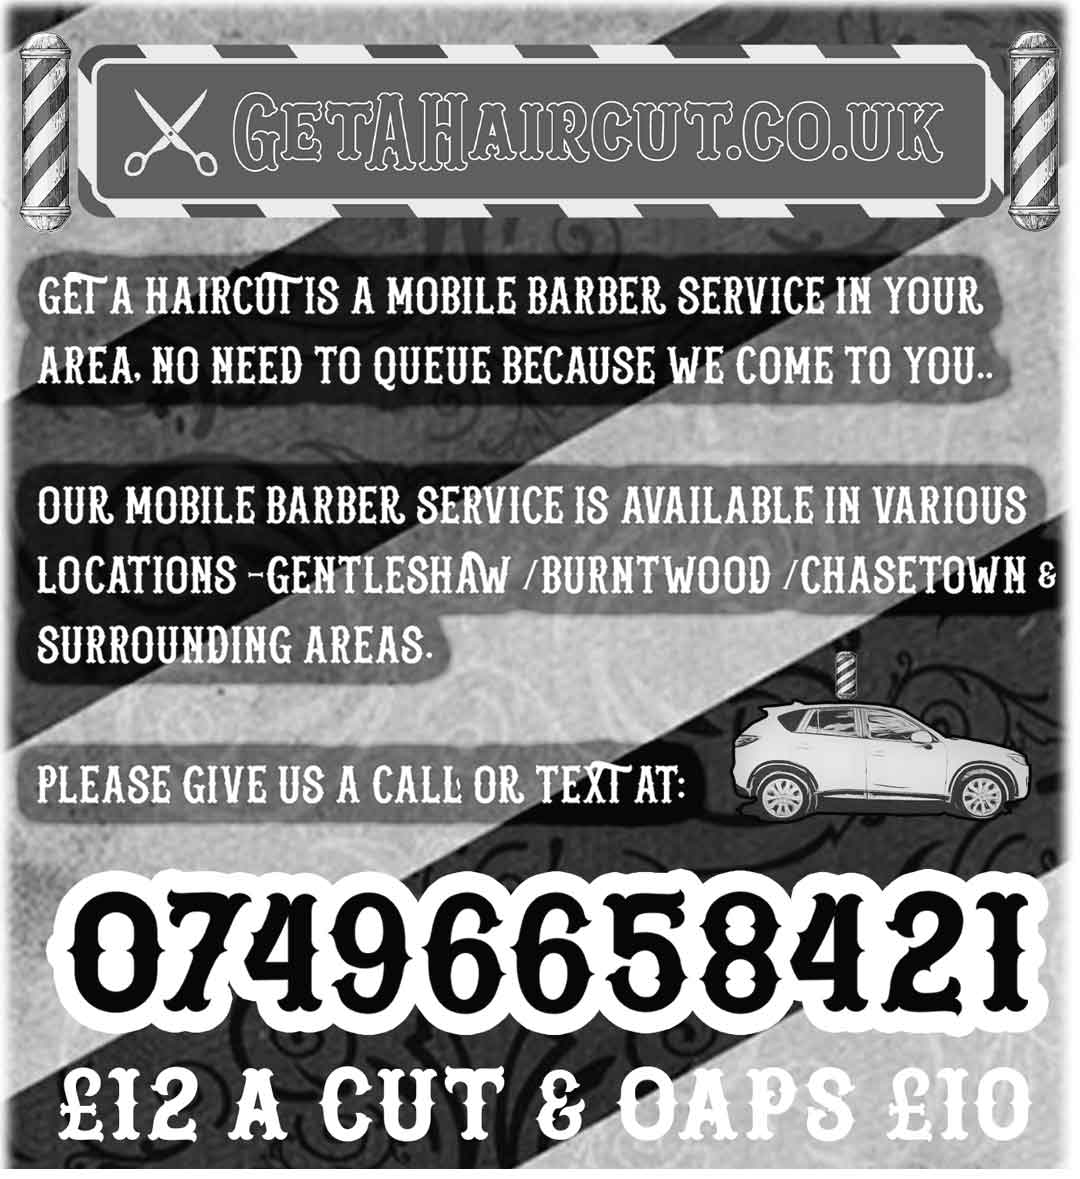 GetAHaircut.co.uk
GET A HAIRCUT IS A MOBILE BARBER SERVICE IN YOUR
AREA, NO NEED TO QUEUE BECAUSE WE COME TO YOU..
OUR MOBILE BARBER SERVICE IS AVAILABLE IN VARIOUS
LOCATIONS -GENTLESHAW /BURNTWOOD /CHASETOWN &
SURROUNDING AREAS.
PLEASE GIVE US A CALL OR TEXT AT:
07496658421
£12 A CUT & OAPS £10